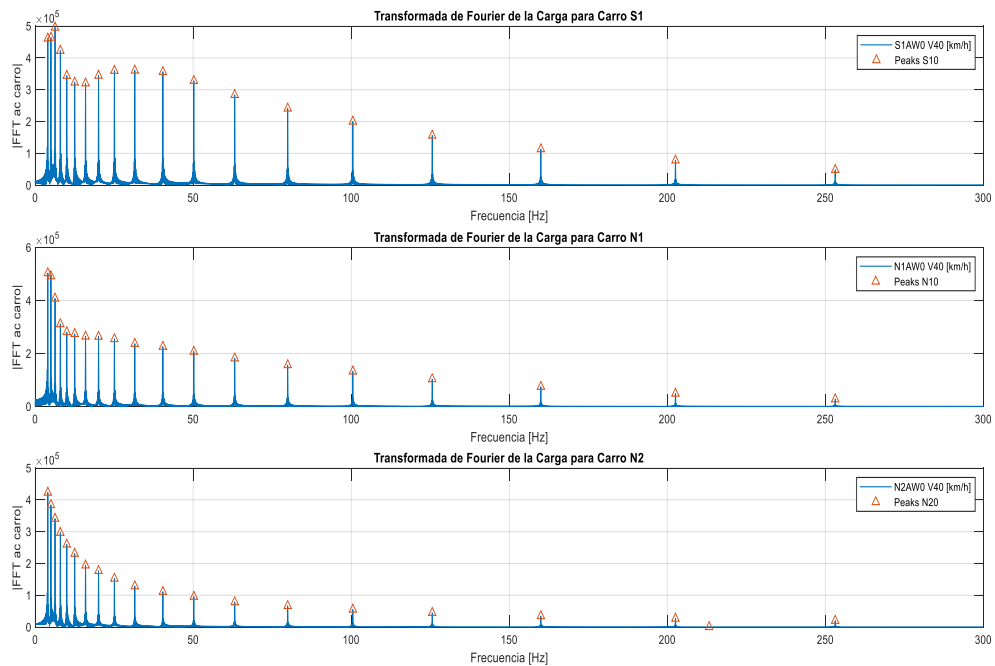 Transformada de Fourier de la Carga para Carro S1
×10^5
5
4
3
2
1
0
|FFT ac carro|
0 50 100 150 200 250 300
Frecuencia [Hz]
S1AW0 V40 [km/h]
Peaks S10
Transformada de Fourier de la Carga para Carro N1
×10^5
6
4
2
0
|FFT ac carro|
0 50 100 150 200 250 300
Frecuencia [Hz]
N1AW0 V40 [km/h]
Peaks N10
Transformada de Fourier de la Carga para Carro N2
×10^5
5
4
3
2
1
0
|FFT ac carro|
0 50 100 150 200 250 300
Frecuencia [Hz]
N2AW0 V40 [km/h]
Peaks N20